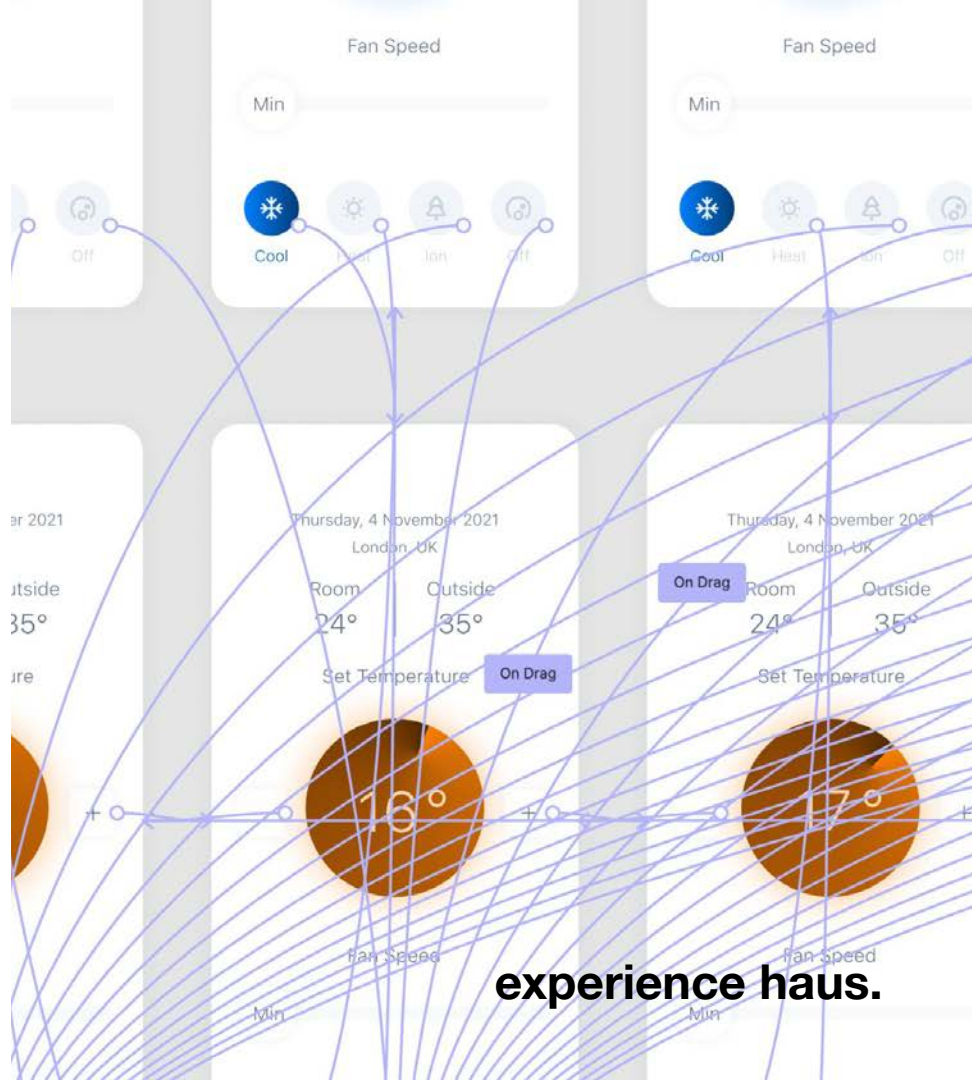 Fan Speed
Fan Speed
Min
Min
Off
Cool
Heat
Ion
Off
Cool
Heat
Ion
Off
er 2021
Thursday, 4 November 2021
London, UK
Thursday, 4 November 2021
London, UK
utside
35°
Room
Outside
24°
35°
On Drag
Room
Outside
24°
35°
ure
Set Temperature
On Drag
Set Temperature
+
16°
+
17°
+
Fan Speed
Fan Speed
experience haus.
Min
Min